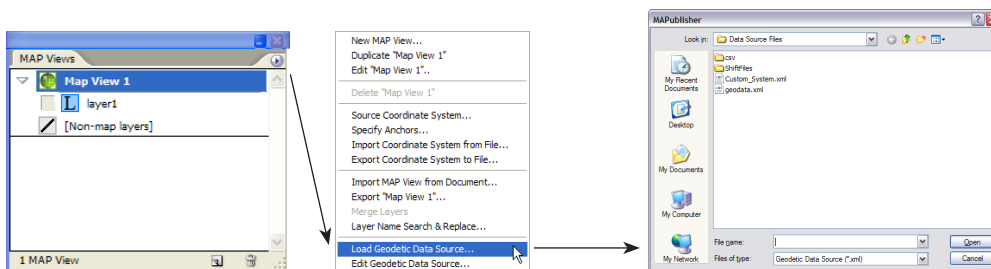 MAP Views
Map View 1
L layer1
[Non-map layers]
1 MAP View
New MAP View...
Duplicate "Map View 1"
Edit "Map View 1"..
Delete "Map View 1"
Source Coordinate System...
Specify Anchors...
Import Coordinate System from File...
Export Coordinate System to File...
Import MAP View from Document...
Export "Map View 1"...
Merge Layers
Layer Name Search & Replace...
Load Geodetic Data Source...
Edit Geodetic Data Source...
MAPublisher
Look in: Data Source Files
My Recent
Documents
Desktop
My Documents
My Computer
My Network
csv
ShiftFiles
Custom_System.xml
geodata.xml
File name:
Open
Files of type: Geodetic Data Source (*.xml)
Cancel